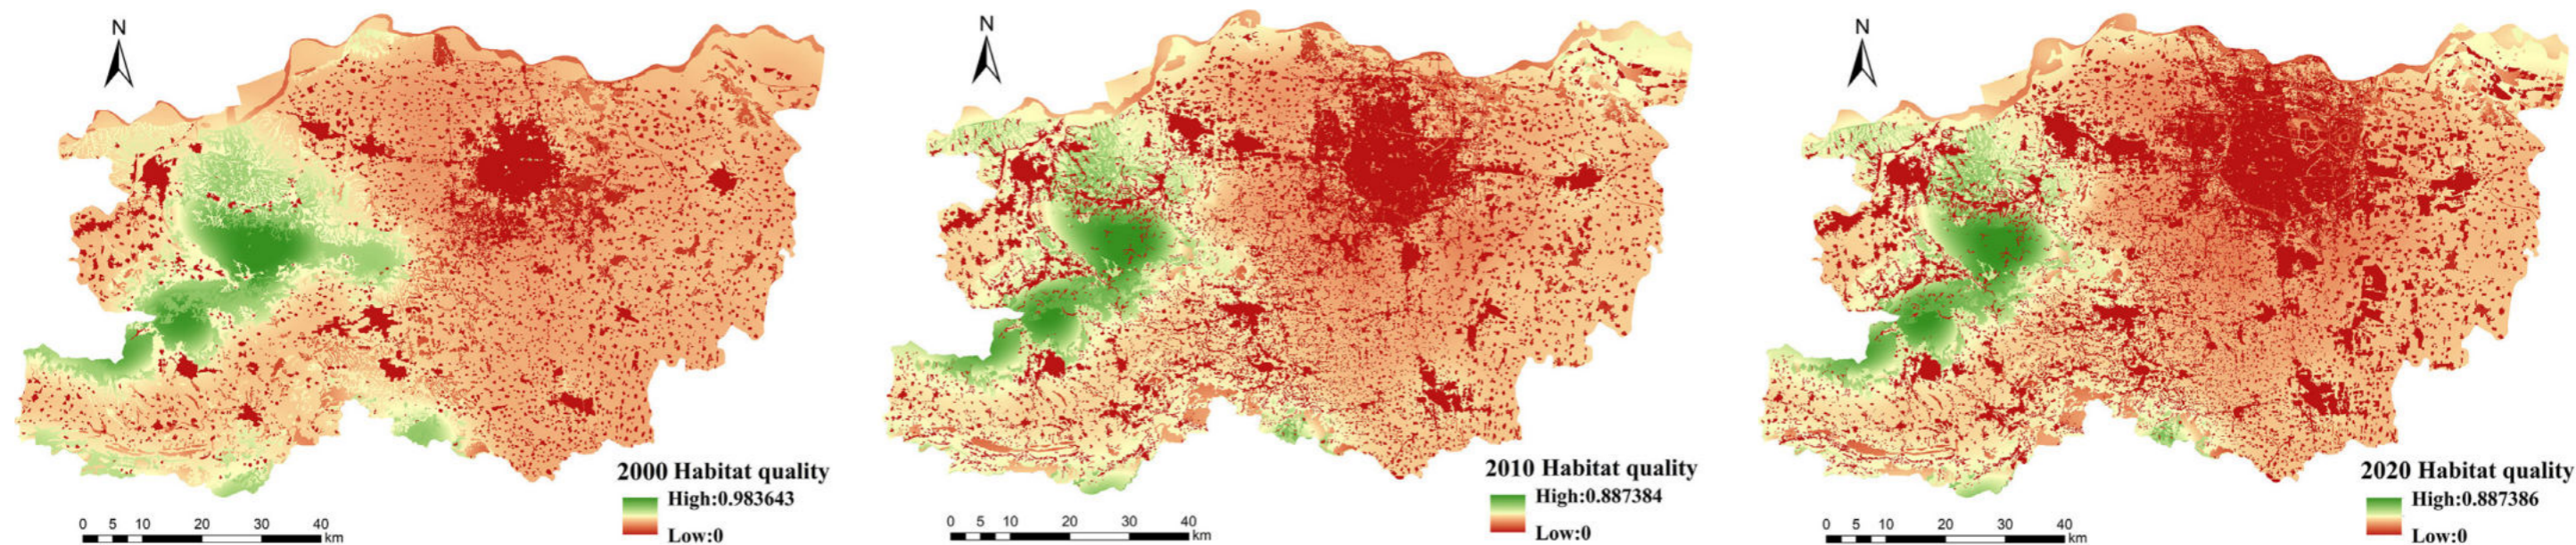 N
2000 Habitat quality
High:0.983643
Low:0
0 5 10 20 30 40
km
N
2010 Habitat quality
High:0.887384
Low:0
0 5 10 20 30 40
km
N
2020 Habitat quality
High:0.887386
Low:0
0 5 10 20 30 40
km